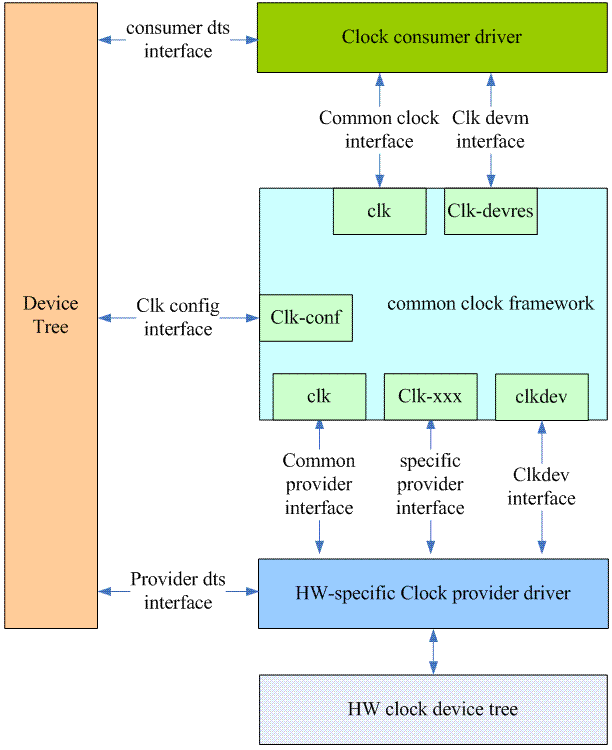 consumer dts
interface
Clock consumer driver
Common clock
interface
Clk devm
interface
clk
Clk-devres
Device
Tree
Clk config
interface
Clk-conf
common clock framework
clk
Clk-xxx
clkdev
Common
provider
interface
specific
provider
interface
Clkdev
interface
Provider dts
interface
HW-specific Clock provider driver
HW clock device tree